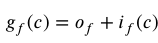 g_f(c) = o_f + i_f(c)